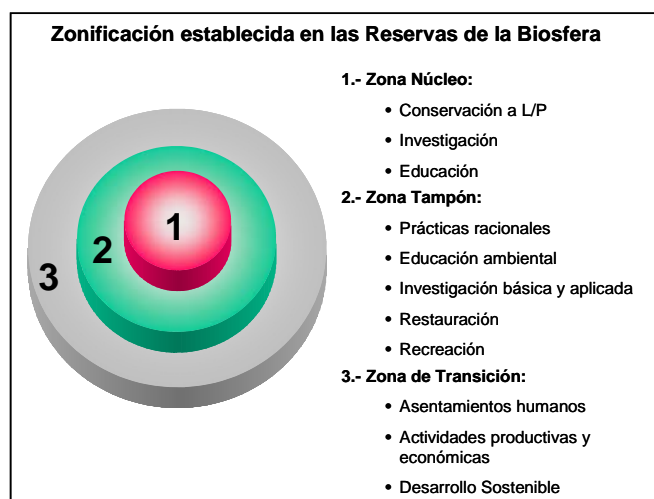 Zonificación establecida en las Reservas de la Biosfera
1.- Zona Núcleo:
• Conservación a L/P
• Investigación
• Educación
2.- Zona Tampón:
• Prácticas racionales
• Educación ambiental
• Investigación básica y aplicada
• Restauración
• Recreación
3.- Zona de Transición:
• Asentamientos humanos
• Actividades productivas y
económicas
• Desarrollo Sostenible
1
2
3